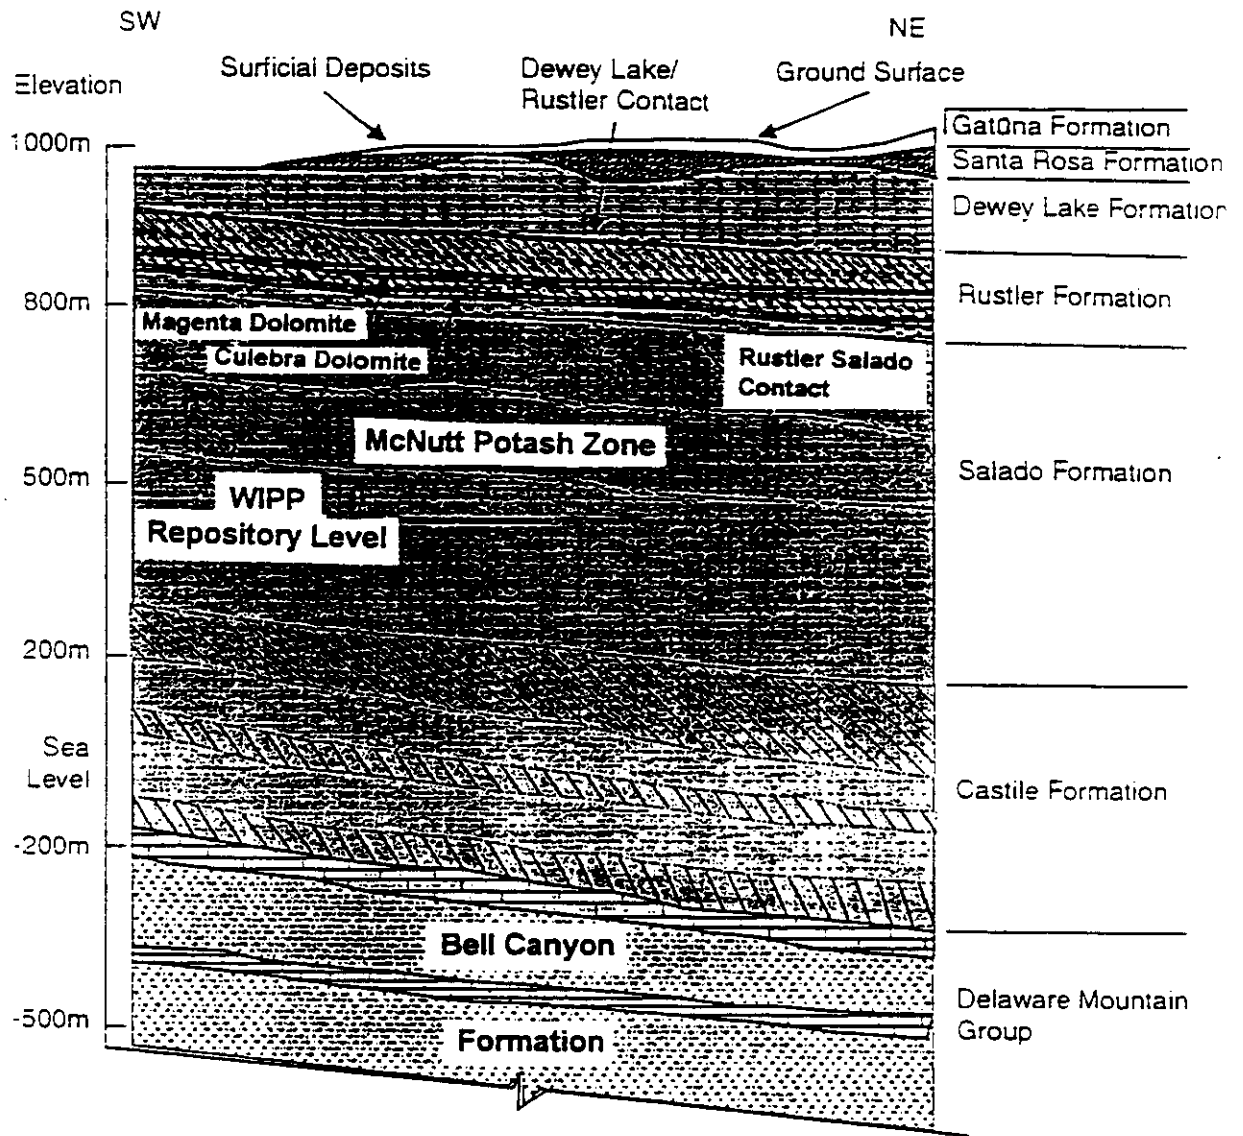 SW
NE
Surficial Deposits
Dewey Lake/
Rustler Contact
Ground Surface
Elevation
1000m
800m
500m
200m
Sea
Level
-200m
-500m
Gatūna Formation
Santa Rosa Formation
Dewey Lake Formation
Rustler Formation
Salado Formation
Castile Formation
Delaware Mountain
Group
Magenta Dolomite
Culebra Dolomite
Rustler Salado
Contact
McNutt Potash Zone
WIPP
Repository Level
Bell Canyon
Formation